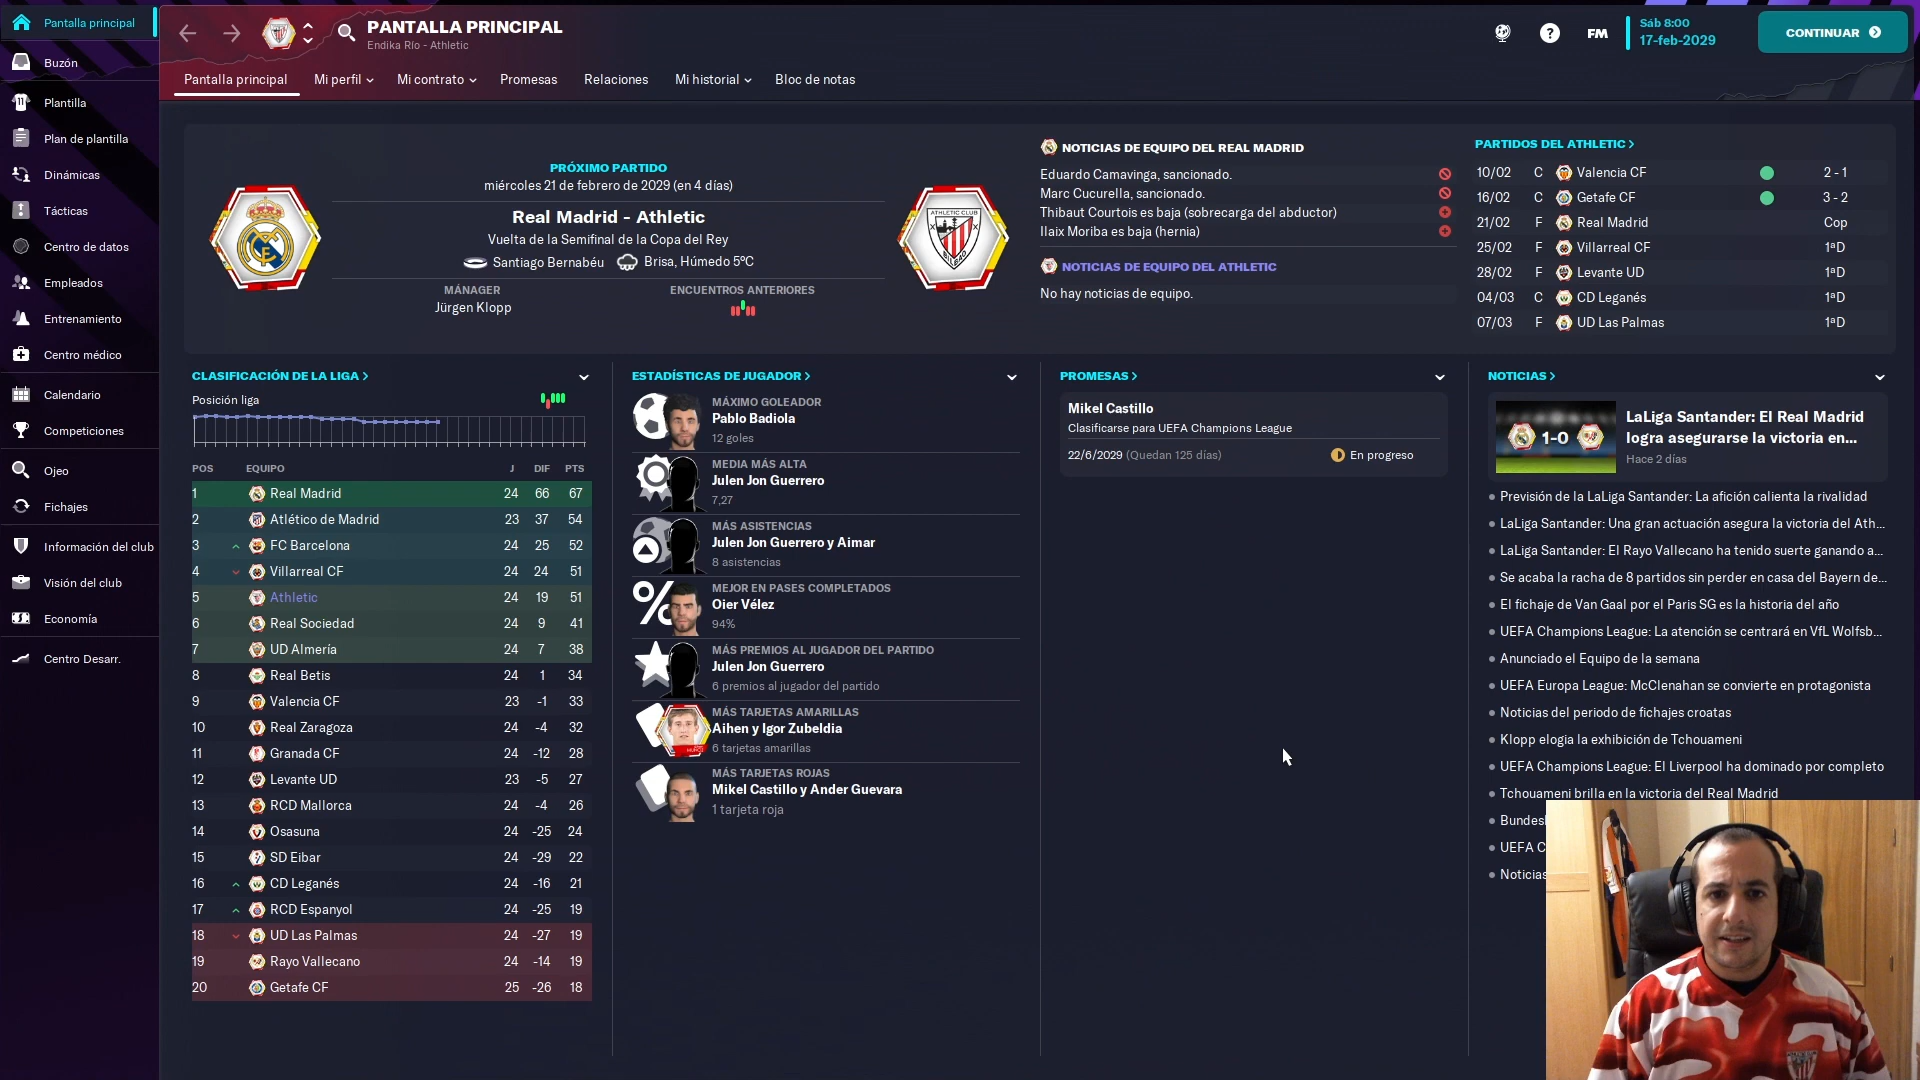 Pantalla principal
Buzón
Plantilla
Plan de plantilla
Dinámicas
Tácticas
Centro de datos
Empleados
Entrenamiento
Centro médico
Calendario
Competiciones
Ojeo
Fichajes
Información del club
Visión del club
Economía
Centro Desarr.
PANTALLA PRINCIPAL
Endika Río - Athletic
FM
Sáb 8:00
17-feb-2029
CONTINUAR
Pantalla principal
Mi perfil
Mi contrato
Promesas
Relaciones
Mi historial
Bloc de notas
PRÓXIMO PARTIDO
miércoles 21 de febrero de 2029 (en 4 días)
Real Madrid - Athletic
Vuelta de la Semifinal de la Copa del Rey
Santiago Bernabéu
Brisa, Húmedo 5ºC
MÁNAGER
Jürgen Klopp
ENCUENTROS ANTERIORES
ATHLETIC CLUB
BILBAO
NOTICIAS DE EQUIPO DEL REAL MADRID
Eduardo Camavinga, sancionado.
Marc Cucurella, sancionado.
Thibaut Courtois es baja (sobrecarga del abductor)
Ilaix Moriba es baja (hernia)
NOTICIAS DE EQUIPO DEL ATHLETIC
No hay noticias de equipo.
PARTIDOS DEL ATHLETIC
10/02 C Valencia CF 2 - 1
16/02 C Getafe CF 3 - 2
21/02 F Real Madrid Cop
25/02 F Villarreal CF 1ªD
28/02 F Levante UD 1ªD
04/03 C CD Leganés 1ªD
07/03 F UD Las Palmas 1ªD
CLASIFICACIÓN DE LA LIGA
Posición liga
POS EQUIPO J DIF PTS
1 Real Madrid 24 66 67
2 Atlético de Madrid 23 37 54
3 FC Barcelona 24 25 52
4 Villarreal CF 24 24 51
5 Athletic 24 19 51
6 Real Sociedad 24 9 41
7 UD Almería 24 7 38
8 Real Betis 24 1 34
9 Valencia CF 23 -1 33
10 Real Zaragoza 24 -4 32
11 Granada CF 24 -12 28
12 Levante UD 23 -5 27
13 RCD Mallorca 24 -4 26
14 Osasuna 24 -25 24
15 SD Eibar 24 -29 22
16 CD Leganés 24 -16 21
17 RCD Espanyol 24 -25 19
18 UD Las Palmas 24 -27 19
19 Rayo Vallecano 24 -14 19
20 Getafe CF 25 -26 18
ESTADÍSTICAS DE JUGADOR
MÁXIMO GOLEADOR
Pablo Badiola
12 goles
MEDIA MÁS ALTA
Julen Jon Guerrero
7,27
MÁS ASISTENCIAS
Julen Jon Guerrero y Aimar
8 asistencias
MEJOR EN PASES COMPLETADOS
Oier Vélez
94%
MÁS PREMIOS AL JUGADOR DEL PARTIDO
Julen Jon Guerrero
6 premios al jugador del partido
MÁS TARJETAS AMARILLAS
Aihen y Igor Zubeldia
6 tarjetas amarillas
MÁS TARJETAS ROJAS
Mikel Castillo y Ander Guevara
1 tarjeta roja
PROMESAS
Mikel Castillo
Clasificarse para UEFA Champions League
22/6/2029 (Quedan 125 días)
En progreso
NOTICIAS
1-0
LaLiga Santander: El Real Madrid
logra asegurarse la victoria en...
Hace 2 días
Previsión de la LaLiga Santander: La afición calienta la rivalidad
LaLiga Santander: Una gran actuación asegura la victoria del Ath...
LaLiga Santander: El Rayo Vallecano ha tenido suerte ganando a...
Se acaba la racha de 8 partidos sin perder en casa del Bayern de...
El fichaje de Van Gaal por el Paris SG es la historia del año
UEFA Champions League: La atención se centrará en VfL Wolfsb...
Anunciado el Equipo de la semana
UEFA Europa League: McClenahan se convierte en protagonista
Noticias del periodo de fichajes croatas
Klopp elogia la exhibición de Tchouameni
UEFA Champions League: El Liverpool ha dominado por completo
Tchouameni brilla en la victoria del Real Madrid
Bundesl
UEFA C
Noticias